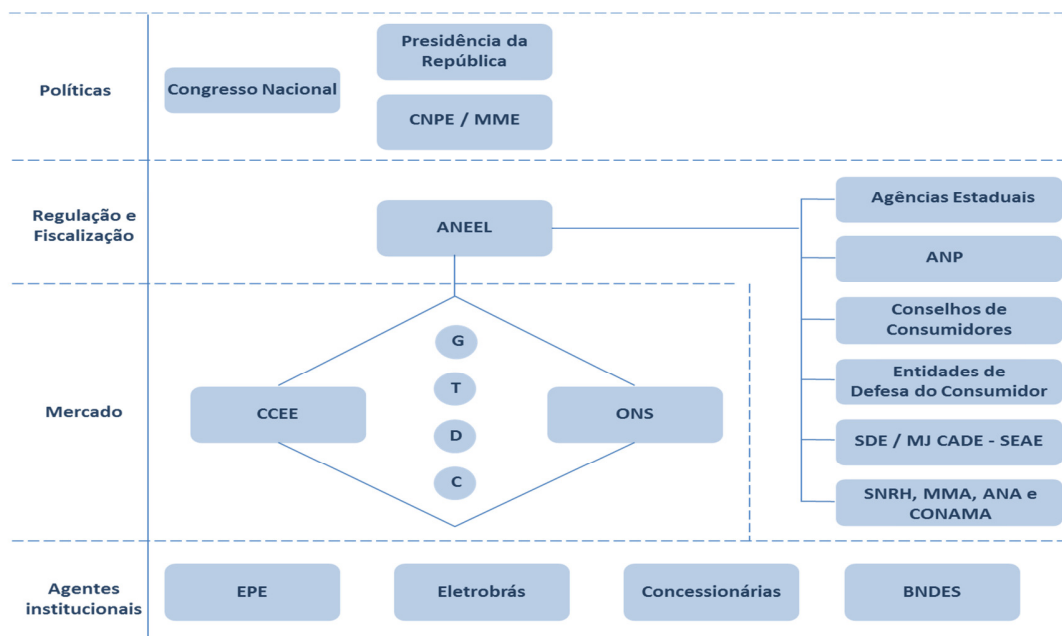 Políticas
Congresso Nacional
Presidência da
República
CNPE / MME
Regulação e
Fiscalização
ANEEL
Agências Estaduais
ANP
Conselhos de
Consumidores
Entidades de
Defesa do Consumidor
SDE / MJ CADE - SEAE
SNRH, MMA, ANA e
CONAMA
Mercado
CCEE
G
T
D
C
ONS
Agentes
institucionais
EPE
Eletrobrás
Concessionárias
BNDES